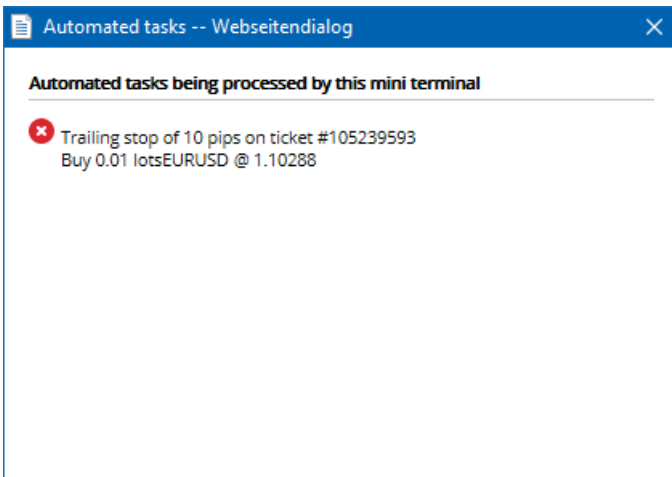 Automated tasks -- Webseitendialog
Automated tasks being processed by this mini terminal
Trailing stop of 10 pips on ticket #105239593
Buy 0.01 lotsEURUSD @ 1.10288